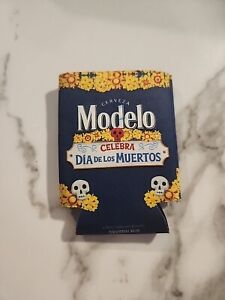 CERVEZA
Modelo
CELEBRA
DÍA DE LOS MUERTOS